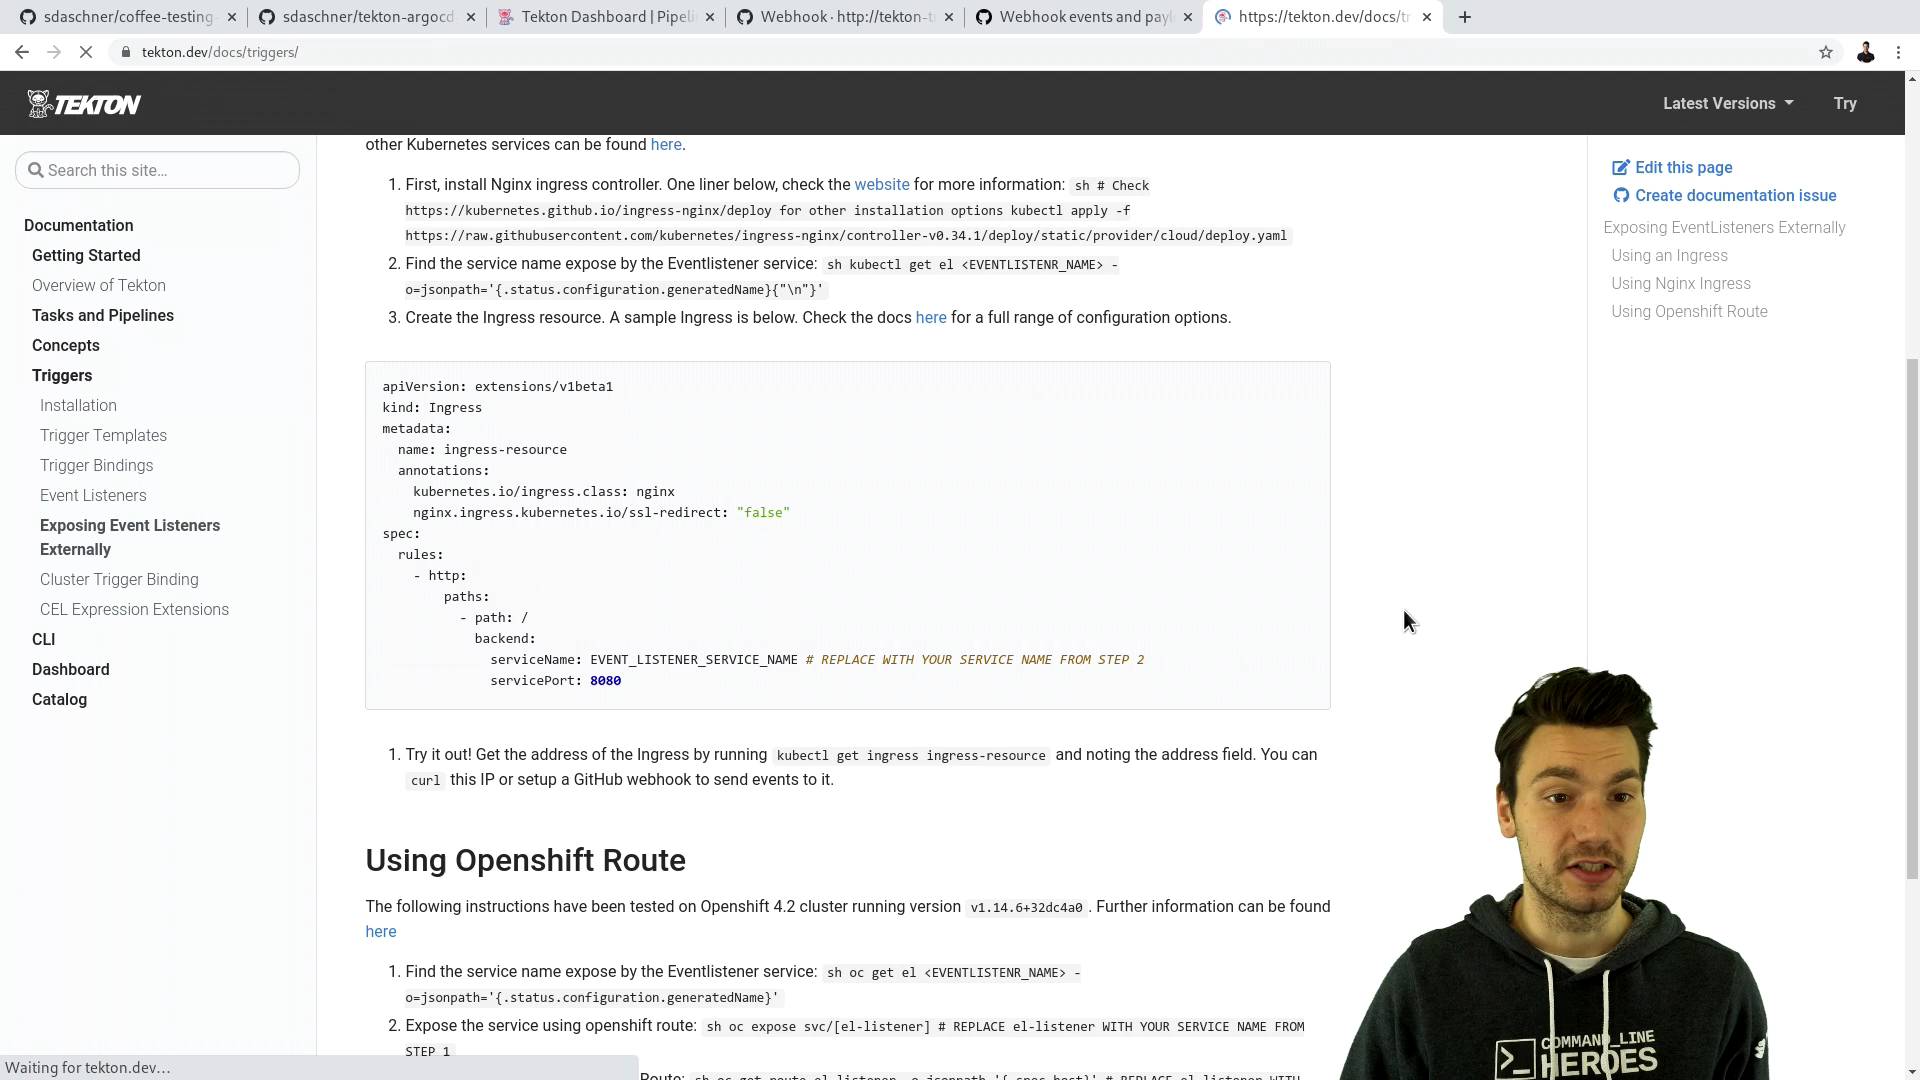 sdaschner/coffee-testing-
sdaschner/tekton-argocd
Tekton Dashboard | Pipeli
Webhook · http://tekton-t
Webhook events and payl
https://tekton.dev/docs/tr
tekton.dev/docs/triggers/
TEKTON
Latest Versions
Try
Search this site…
Documentation
Getting Started
Overview of Tekton
Tasks and Pipelines
Concepts
Triggers
Installation
Trigger Templates
Trigger Bindings
Event Listeners
Exposing Event Listeners
Externally
Cluster Trigger Binding
CEL Expression Extensions
CLI
Dashboard
Catalog
other Kubernetes services can be found here.
1. First, install Nginx ingress controller. One liner below, check the website for more information: sh # Check
https://kubernetes.github.io/ingress-nginx/deploy for other installation options kubectl apply -f
https://raw.githubusercontent.com/kubernetes/ingress-nginx/controller-v0.34.1/deploy/static/provider/cloud/deploy.yaml
2. Find the service name expose by the Eventlistener service: sh kubectl get el <EVENTLISTENR_NAME> -
o=jsonpath='{.status.configuration.generatedName}{"\n"}'
3. Create the Ingress resource. A sample Ingress is below. Check the docs here for a full range of configuration options.
apiVersion: extensions/v1beta1
kind: Ingress
metadata:
name: ingress-resource
annotations:
kubernetes.io/ingress.class: nginx
nginx.ingress.kubernetes.io/ssl-redirect: "false"
spec:
rules:
- http:
paths:
- path: /
backend:
serviceName: EVENT_LISTENER_SERVICE_NAME # REPLACE WITH YOUR SERVICE NAME FROM STEP 2
servicePort: 8080
1. Try it out! Get the address of the Ingress by running kubectl get ingress ingress-resource and noting the address field. You can
curl this IP or setup a GitHub webhook to send events to it.
Using Openshift Route
The following instructions have been tested on Openshift 4.2 cluster running version v1.14.6+32dc4a0. Further information can be found
here
1. Find the service name expose by the Eventlistener service: sh oc get el <EVENTLISTENR_NAME> -
o=jsonpath='{.status.configuration.generatedName}'
2. Expose the service using openshift route: sh oc expose svc/[el-listener] # REPLACE el-listener WITH YOUR SERVICE NAME FROM
STEP 1
Route: sh oc get route el-listener -o=jsonpath='{.spec.host}' # REPLACE el-listener WITH
Edit this page
Create documentation issue
Exposing EventListeners Externally
Using an Ingress
Using Nginx Ingress
Using Openshift Route
COMMAND_LINE
HEROES
Waiting for tekton.dev…